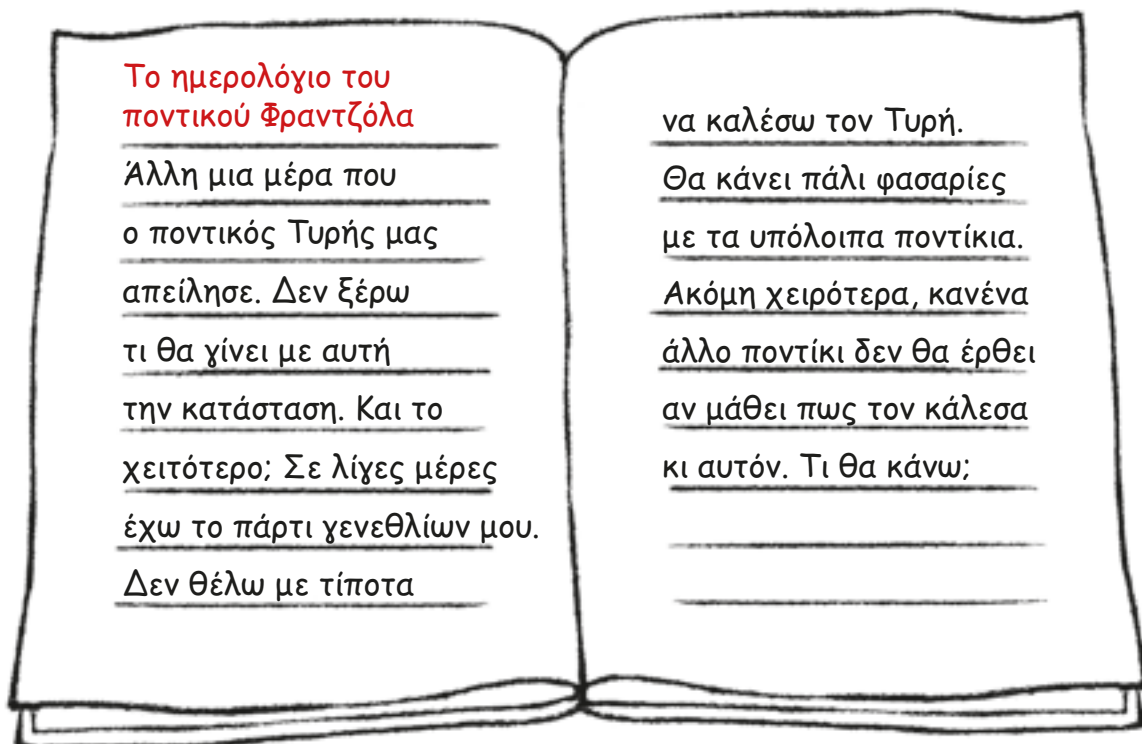 Το ημερολόγιο του
ποντικού Φραντζόλα
Άλλη μια μέρα που
ο ποντικός Τυρής μας
απείλησε. Δεν ξέρω
τι θα γίνει με αυτή
την κατάσταση. Και το
χειτότερο; Σε λίγες μέρες
έχω το πάρτι γενεθλίων μου.
Δεν θέλω με τίποτα
να καλέσω τον Τυρή.
Θα κάνει πάλι φασαρίες
με τα υπόλοιπα ποντίκια.
Ακόμη χειρότερα, κανένα
άλλο ποντίκι δεν θα έρθει
αν μάθει πως τον κάλεσα
κι αυτόν. Τι θα κάνω;